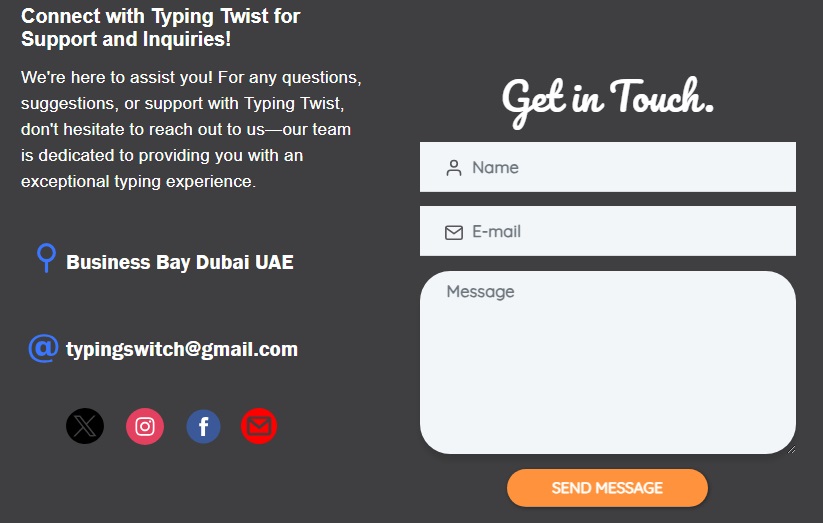 Connect with Typing Twist for
Support and Inquiries!
We're here to assist you! For any questions,
suggestions, or support with Typing Twist,
don't hesitate to reach out to us—our team
is dedicated to providing you with an
exceptional typing experience.
Business Bay Dubai UAE
@ typingswitch@gmail.com
Get in Touch.
Name
E-mail
Message
SEND MESSAGE